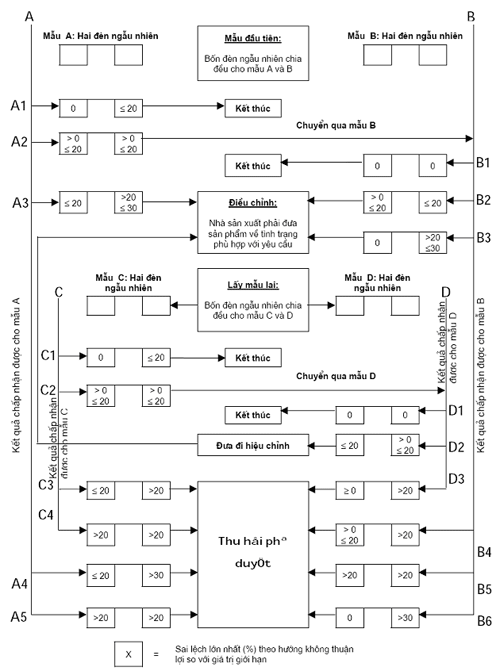 A
B
Mẫu A: Hai đèn ngẫu nhiên
Mẫu đầu tiên:
Bốn đèn ngẫu nhiên chia
đều cho mẫu A và B
Mẫu B: Hai đèn ngẫu nhiên
A1
0
≤ 20
Kết thúc
Chuyển qua mẫu B
A2
> 0
≤ 20
> 0
≤ 20
Kết thúc
0
0
B1
A3
≤ 20
>20
≤ 30
Điều chỉnh:
Nhà sản xuất phải đưa
sản phẩm về tình trạng
phù hợp với yêu cầu
> 0
≤ 20
≤ 20
B2
0
>20
≤30
B3
Mẫu C: Hai đèn
ngẫu nhiên
Lấy mẫu lại:
Bốn đèn ngẫu nhiên chia
đều cho mẫu C và D
Mẫu D: Hai đèn
ngẫu nhiên
C
D
Kết quả chấp nhận được cho mẫu A
Kết quả chấp nhận
được cho mẫu C
Kết quả chấp nhận
được cho mẫu D
Kết quả chấp nhận được cho mẫu B
C1
0
≤ 20
Kết thúc
Chuyển qua mẫu D
C2
> 0
≤ 20
> 0
≤ 20
Kết thúc
0
0
D1
Đưa đi hiệu chỉnh
≤ 20
> 0
≤ 20
D2
C3
≤ 20
>20
Thu håi phª
duyÖt
≥ 0
>20
D3
C4
>20
>20
> 0
≤ 20
>20
B4
A4
≤ 20
>30
>20
>20
B5
A5
>20
>20
0
>30
B6
X
=
Sai lệch lớn nhất (%) theo hướng không thuận
lợi so với giá trị giới hạn